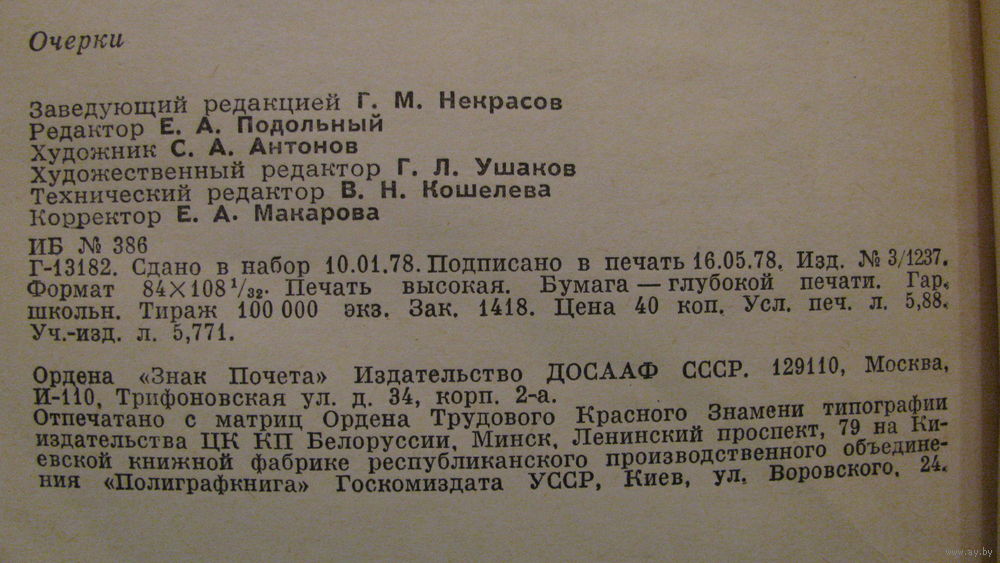 Очерки
Заведующий редакцией Г. М. Некрасов
Редактор Е. А. Подольный
Художник С. А. Антонов
Художественный редактор Г. Л. Ушаков
Технический редактор В. Н. Кошелева
Корректор Е. А. Макарова
ИБ № 386
Г-13182. Сдано в набор 10.01.78. Подписано в печать 16.05.78. Изд. № 3/1237.
Формат 84×108 1/32. Печать высокая. Бумага — глубокой печати. Гар.
школьн. Тираж 100 000 экз. Зак. 1418. Цена 40 коп. Усл. печ. л. 5,88.
Уч.-изд. л. 5,771.
Ордена «Знак Почета» Издательство ДОСААФ СССР. 129110, Москва,
И-110, Трифоновская ул. д. 34, корп. 2-а.
Отпечатано с матриц Ордена Трудового Красного Знамени типографии
издательства ЦК КП Белоруссии, Минск, Ленинский проспект, 79 на Ки-
евской книжной фабрике республиканского производственного объедине-
ния «Полиграфкнига» Госкомиздата УССР, Киев, ул. Воровского, 24.
www.ay.by